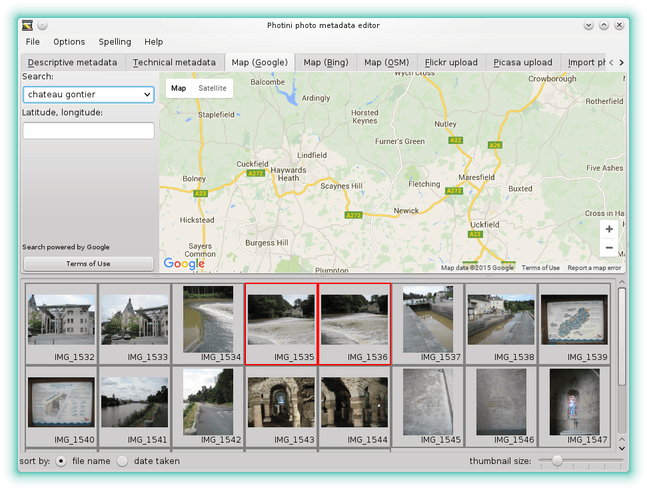 Photini photo metadata editor
File Options Spelling Help
Descriptive metadata Technical metadata Map (Google) Map (Bing) Map (OSM) Flickr upload Picasa upload Import ph
Search:
chateau gontier
Latitude, longitude:
Search powered by Google
Terms of Use
Map Satellite
Wych Cross
Crowborough
Balcombe
Ardingly
Rotherfield
Staplefield
Horsted
Keynes
Nutley
A22
A26
Furner's Green
Lindfield
Cuckfield
A272
Haywards
Heath
Maresfield
Five Ashes
Bolney
A23
Scaynes Hill
Fletching
A272
Buxted
A272
Newick
Hickstead
Uckfield
Cross in Ha
A22
Burgess Hill
Sayers
Common
Plumpton
Google
Map data ©2015 Google Terms of Use Report a map error
IMG_1532 IMG_1533 IMG_1534 IMG_1535 IMG_1536 IMG_1537 IMG_1538 IMG_1539
IMG_1540 IMG_1541 IMG_1542 IMG_1543 IMG_1544 IMG_1545 IMG_1546 IMG_1547
sort by: file name date taken thumbnail size: